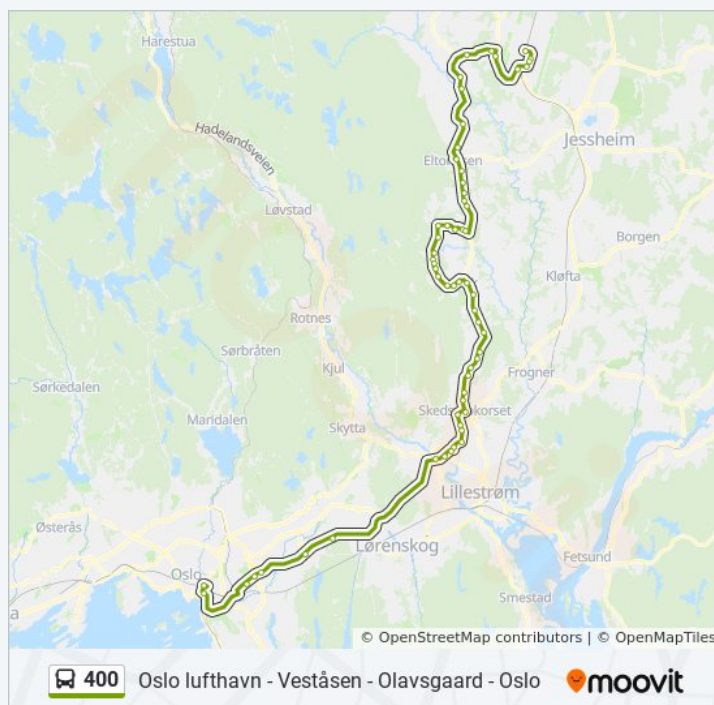 Harestua
Hadelandsveien
Jessheim
Løvstad
Borgen
Kløfta
Rotnes
Sørbråten
Kjul
Frogner
Sørkedalen
Maridalen
Skytta
Lillestrøm
Østerås
Lørenskog
Fetsund
Oslo
Smestad
© OpenStreetMap contributors | © OpenMapTiles
400 Oslo lufthavn - Veståsen - Olavsgaard - Oslo
moovit